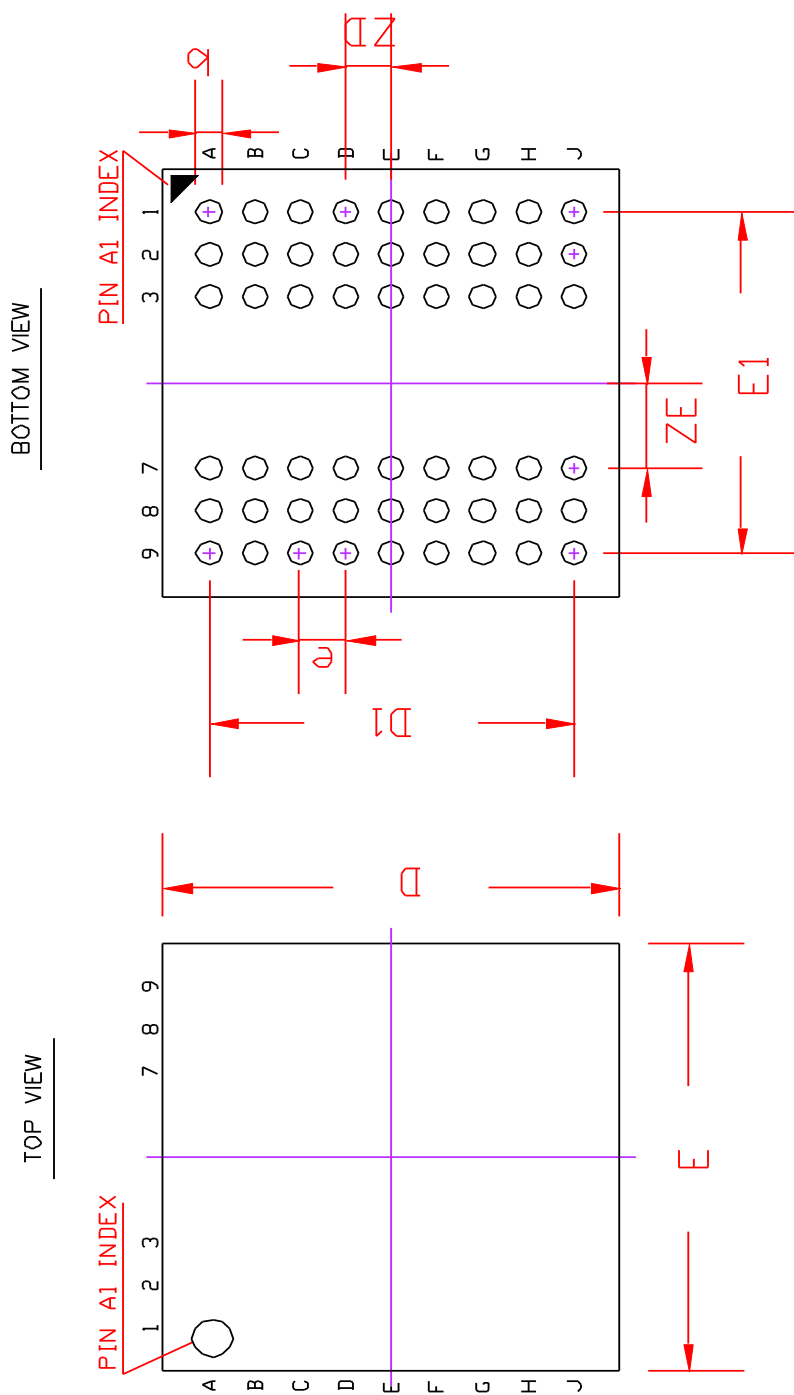 TOP VIEW
PIN A1 INDEX
1 2 3 7 8 9
A
B
C
D
E
F
G
H
J
D
E
BOTTOM VIEW
PIN A1 INDEX
9 8 7 3 2 1
A
B
C
D
E
F
G
H
J
b
e
D1
ZD
ZE
E1